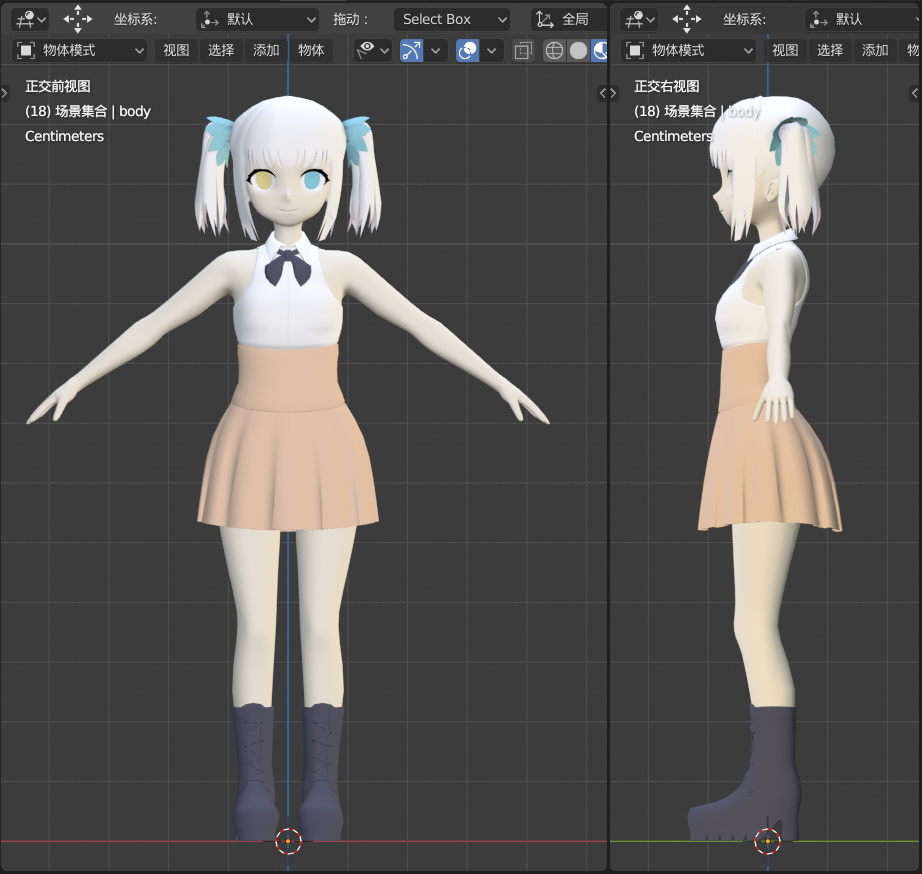 坐标系: 默认 拖动: Select Box 全局
物体模式 视图 选择 添加 物体
正交前视图
(18) 场景集合 | body
Centimeters
坐标系: 默认
物体模式 视图 选择 添加 物
正交右视图
(18) 场景集合 | body
Centimeters